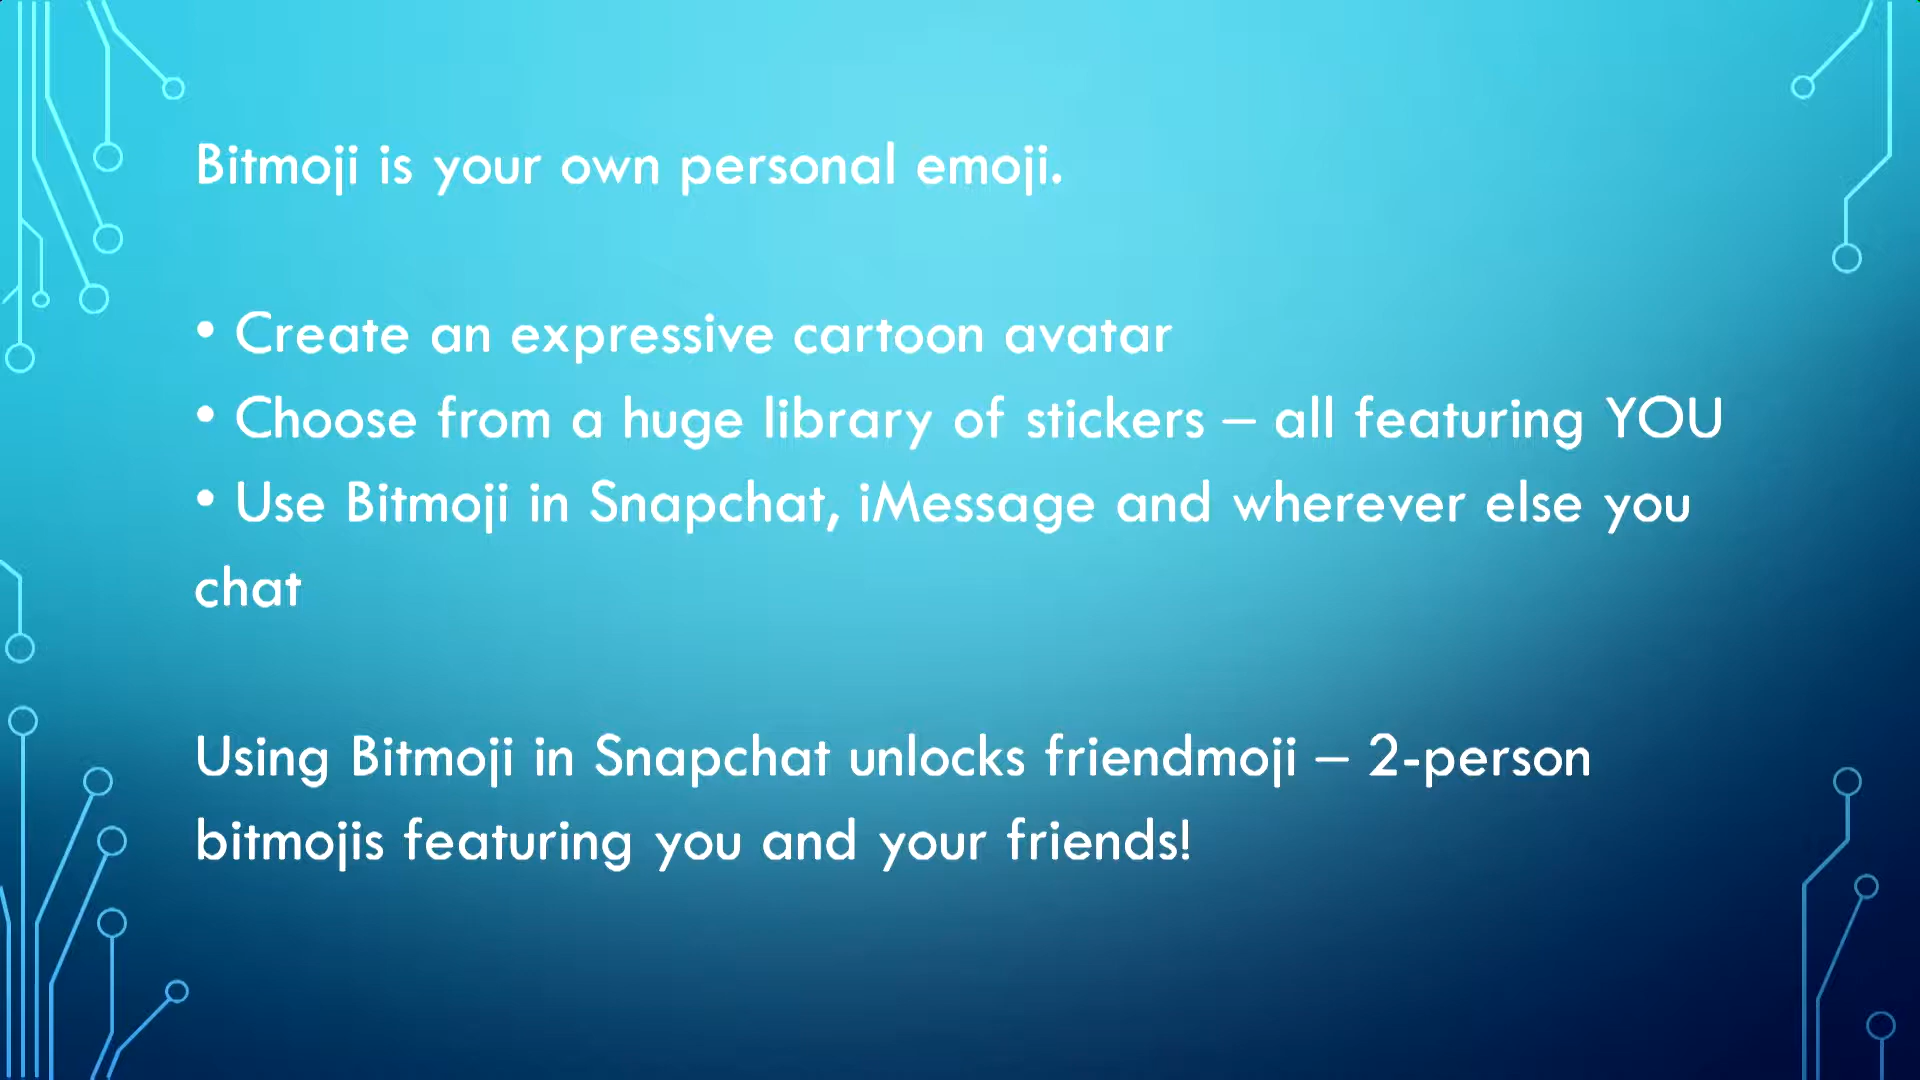 Bitmoji is your own personal emoji.
• Create an expressive cartoon avatar
• Choose from a huge library of stickers – all featuring YOU
• Use Bitmoji in Snapchat, iMessage and wherever else you
chat
Using Bitmoji in Snapchat unlocks friendmoji – 2-person
bitmojis featuring you and your friends!